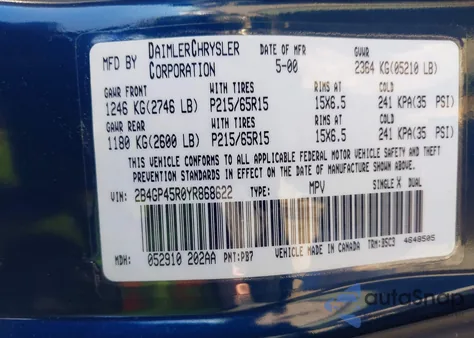 MFD BY DAIMLERCHRYSLER CORPORATION DATE OF MFR 5-00 GVWR 2364 KG(05210 LB)
GAWR FRONT WITH TIRES RIMS AT COLD
1246 KG(2746 LB) P215/65R15 15X6.5 241 KPA(35 PSI)
GAWR REAR WITH TIRES RIMS AT COLD
1180 KG(2600 LB) P215/65R15 15X6.5 241 KPA(35 PSI)
THIS VEHICLE CONFORMS TO ALL APPLICABLE FEDERAL MOTOR VEHICLE SAFETY AND THEFT
PREVENTION STANDARDS IN EFFECT ON THE DATE OF MANUFACTURE SHOWN ABOVE.
VIN: 2B4GP45R0YR868622 TYPE: MPV SINGLE X DUAL
MDH: 052910 202AA PNT:PB7 VEHICLE MADE IN CANADA TRM:BSC3 4648505
autoSnap